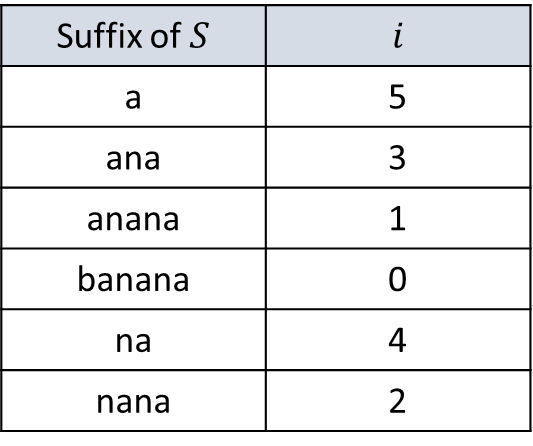 Suffix of S i
a 5
ana 3
anana 1
banana 0
na 4
nana 2